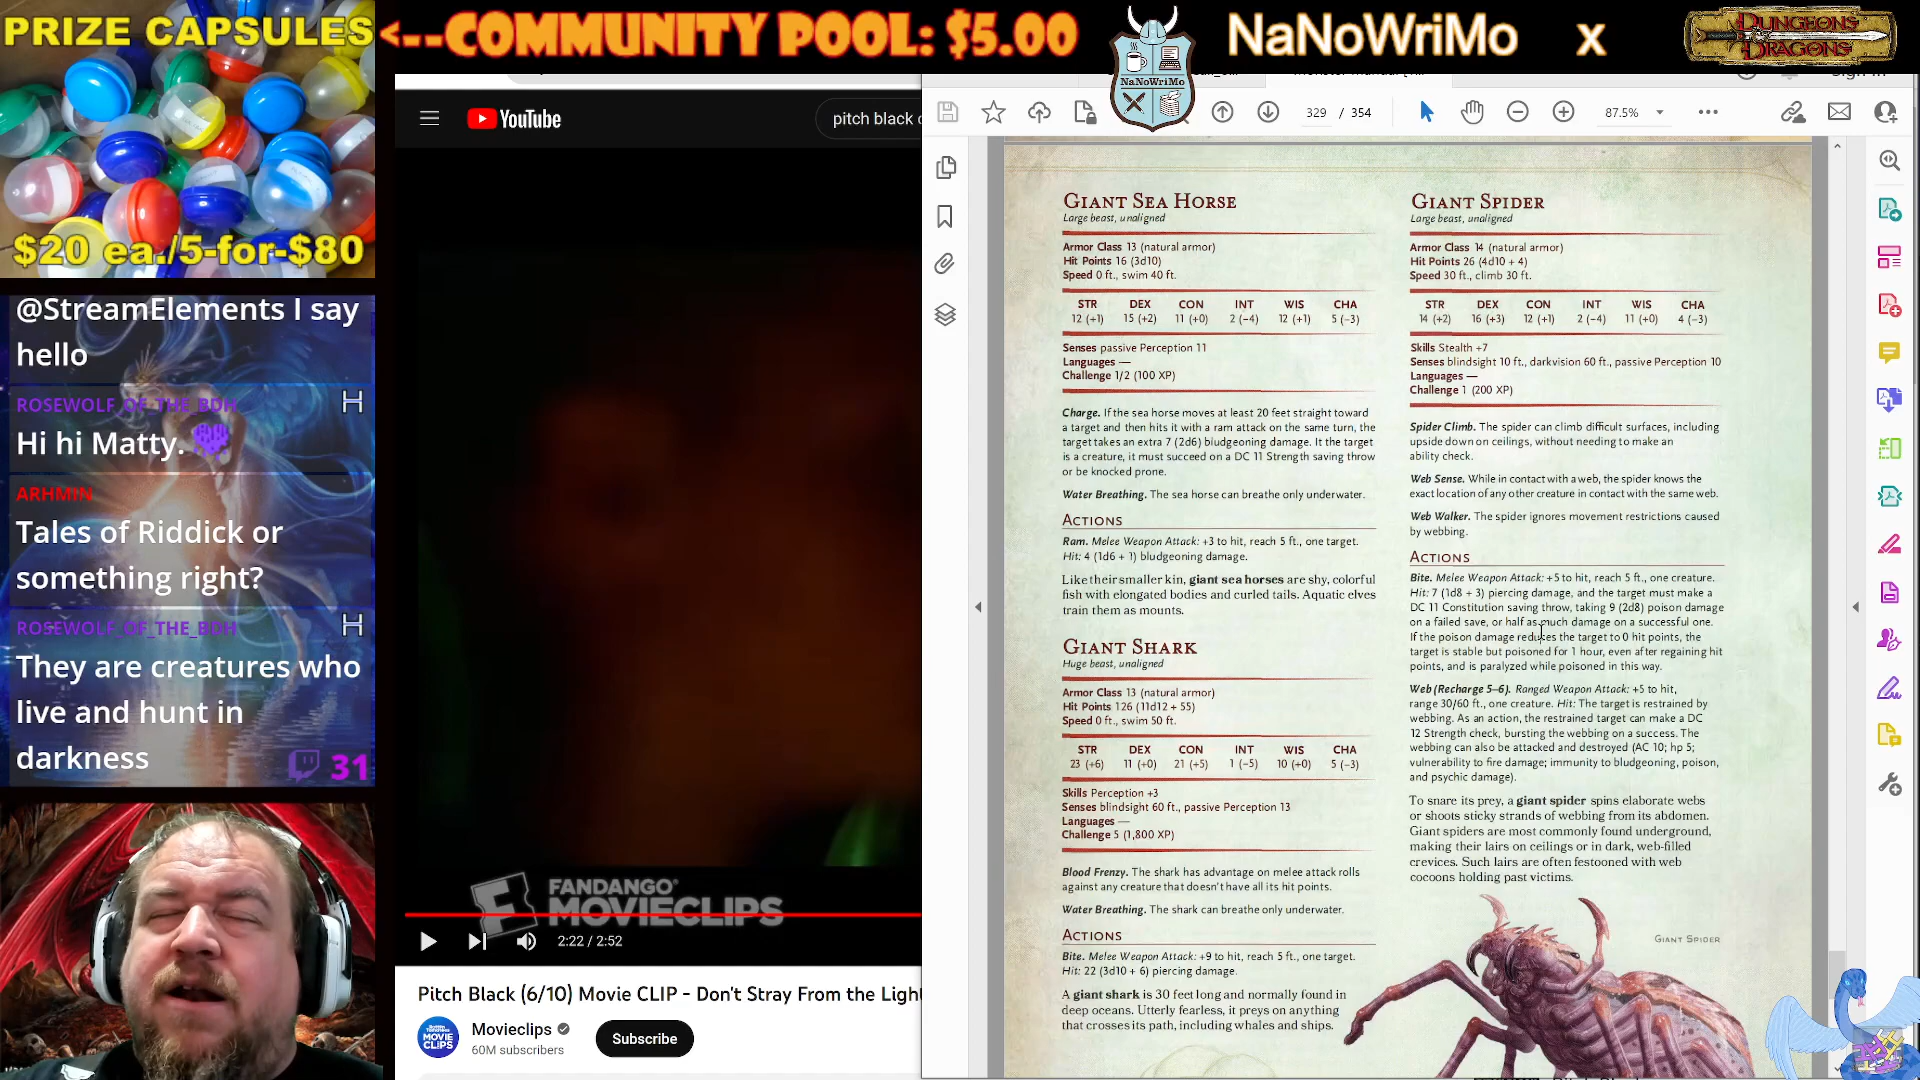 PRIZE CAPSULES
$20 ea./5-for-$80
<--COMMUNITY POOL: $5.00
NaNoWriMo
NaNoWriMo x
DUNGEONS & DRAGONS
@StreamElements I say
hello
ROSEWOLF_OF_THE_BDH
Hi hi Matty.
ARHMIN
Tales of Riddick or
something right?
ROSEWOLF_OF_THE_BDH
They are creatures who
live and hunt in
darkness
31
YouTube
pitch black c
FANDANGO
MOVIECLIPS
2:22 / 2:52
Pitch Black (6/10) Movie CLIP - Don't Stray From the Light
Movieclips
60M subscribers
Subscribe
329 / 354
87.5%
GIANT SEA HORSE
Large beast, unaligned
Armor Class 13 (natural armor)
Hit Points 16 (3d10)
Speed 0 ft., swim 40 ft.
STR DEX CON INT WIS CHA
12 (+1) 15 (+2) 11 (+0) 2 (−4) 12 (+1) 5 (−3)
Senses passive Perception 11
Languages —
Challenge 1/2 (100 XP)
Charge. If the sea horse moves at least 20 feet straight toward
a target and then hits it with a ram attack on the same turn, the
target takes an extra 7 (2d6) bludgeoning damage. It the target
is a creature, it must succeed on a DC 11 Strength saving throw
or be knocked prone.
Water Breathing. The sea horse can breathe only underwater.
ACTIONS
Ram. Melee Weapon Attack: +3 to hit, reach 5 ft., one target.
Hit: 4 (1d6 + 1) bludgeoning damage.
Like their smaller kin, giant sea horses are shy, colorful
fish with elongated bodies and curled tails. Aquatic elves
train them as mounts.
GIANT SHARK
Huge beast, unaligned
Armor Class 13 (natural armor)
Hit Points 126 (11d12 + 55)
Speed 0 ft., swim 50 ft.
STR DEX CON INT WIS CHA
23 (+6) 11 (+0) 21 (+5) 1 (−5) 10 (+0) 5 (−3)
Skills Perception +3
Senses blindsight 60 ft., passive Perception 13
Languages —
Challenge 5 (1,800 XP)
Blood Frenzy. The shark has advantage on melee attack rolls
against any creature that doesn't have all its hit points.
Water Breathing. The shark can breathe only underwater.
ACTIONS
Bite. Melee Weapon Attack: +9 to hit, reach 5 ft., one target.
Hit: 22 (3d10 + 6) piercing damage.
A giant shark is 30 feet long and normally found in
deep oceans. Utterly fearless, it preys on anything
that crosses its path, including whales and ships.
GIANT SPIDER
Large beast, unaligned
Armor Class 14 (natural armor)
Hit Points 26 (4d10 + 4)
Speed 30 ft., climb 30 ft.
STR DEX CON INT WIS CHA
14 (+2) 16 (+3) 12 (+1) 2 (−4) 11 (+0) 4 (−3)
Skills Stealth +7
Senses blindsight 10 ft., darkvision 60 ft., passive Perception 10
Languages —
Challenge 1 (200 XP)
Spider Climb. The spider can climb difficult surfaces, including
upside down on ceilings, without needing to make an
ability check.
Web Sense. While in contact with a web, the spider knows the
exact location of any other creature in contact with the same web.
Web Walker. The spider ignores movement restrictions caused
by webbing.
ACTIONS
Bite. Melee Weapon Attack: +5 to hit, reach 5 ft., one creature.
Hit: 7 (1d8 + 3) piercing damage, and the target must make a
DC 11 Constitution saving throw, taking 9 (2d8) poison damage
on a failed save, or half as much damage on a successful one.
If the poison damage reduces the target to 0 hit points, the
target is stable but poisoned for 1 hour, even after regaining hit
points, and is paralyzed while poisoned in this way.
Web (Recharge 5–6). Ranged Weapon Attack: +5 to hit,
range 30/60 ft., one creature. Hit: The target is restrained by
webbing. As an action, the restrained target can make a DC
12 Strength check, bursting the webbing on a success. The
webbing can also be attacked and destroyed (AC 10; hp 5;
vulnerability to fire damage; immunity to bludgeoning, poison,
and psychic damage).
To snare its prey, a giant spider spins elaborate webs
or shoots sticky strands of webbing from its abdomen.
Giant spiders are most commonly found underground,
making their lairs on ceilings or in dark, web-filled
crevices. Such lairs are often festooned with web
cocoons holding past victims.
GIANT SPIDER